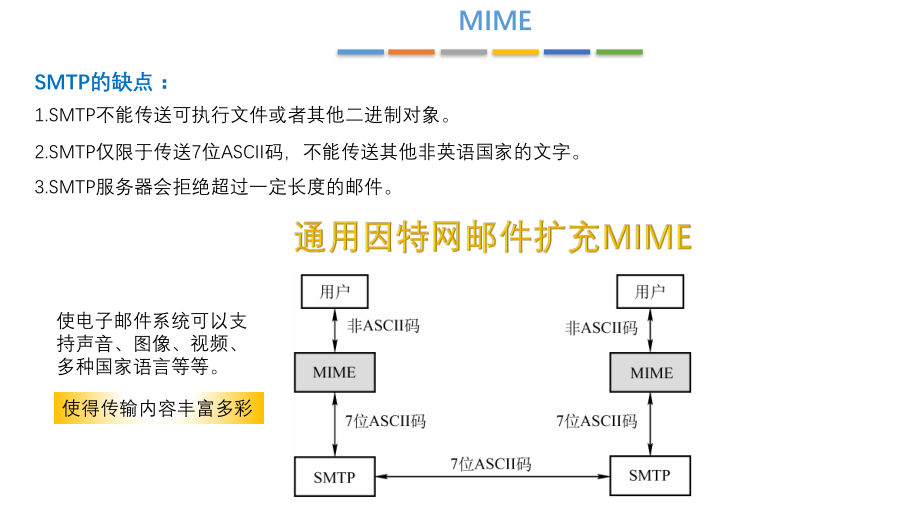 MIME
SMTP的缺点：
1.SMTP不能传送可执行文件或者其他二进制对象。
2.SMTP仅限于传送7位ASCII码，不能传送其他非英语国家的文字。
3.SMTP服务器会拒绝超过一定长度的邮件。
通用因特网邮件扩充MIME
使电子邮件系统可以支
持声音、图像、视频、
多种国家语言等等。
使得传输内容丰富多彩
用户
用户
非ASCII码
非ASCII码
MIME
MIME
7位ASCII码
7位ASCII码
SMTP
7位ASCII码
SMTP